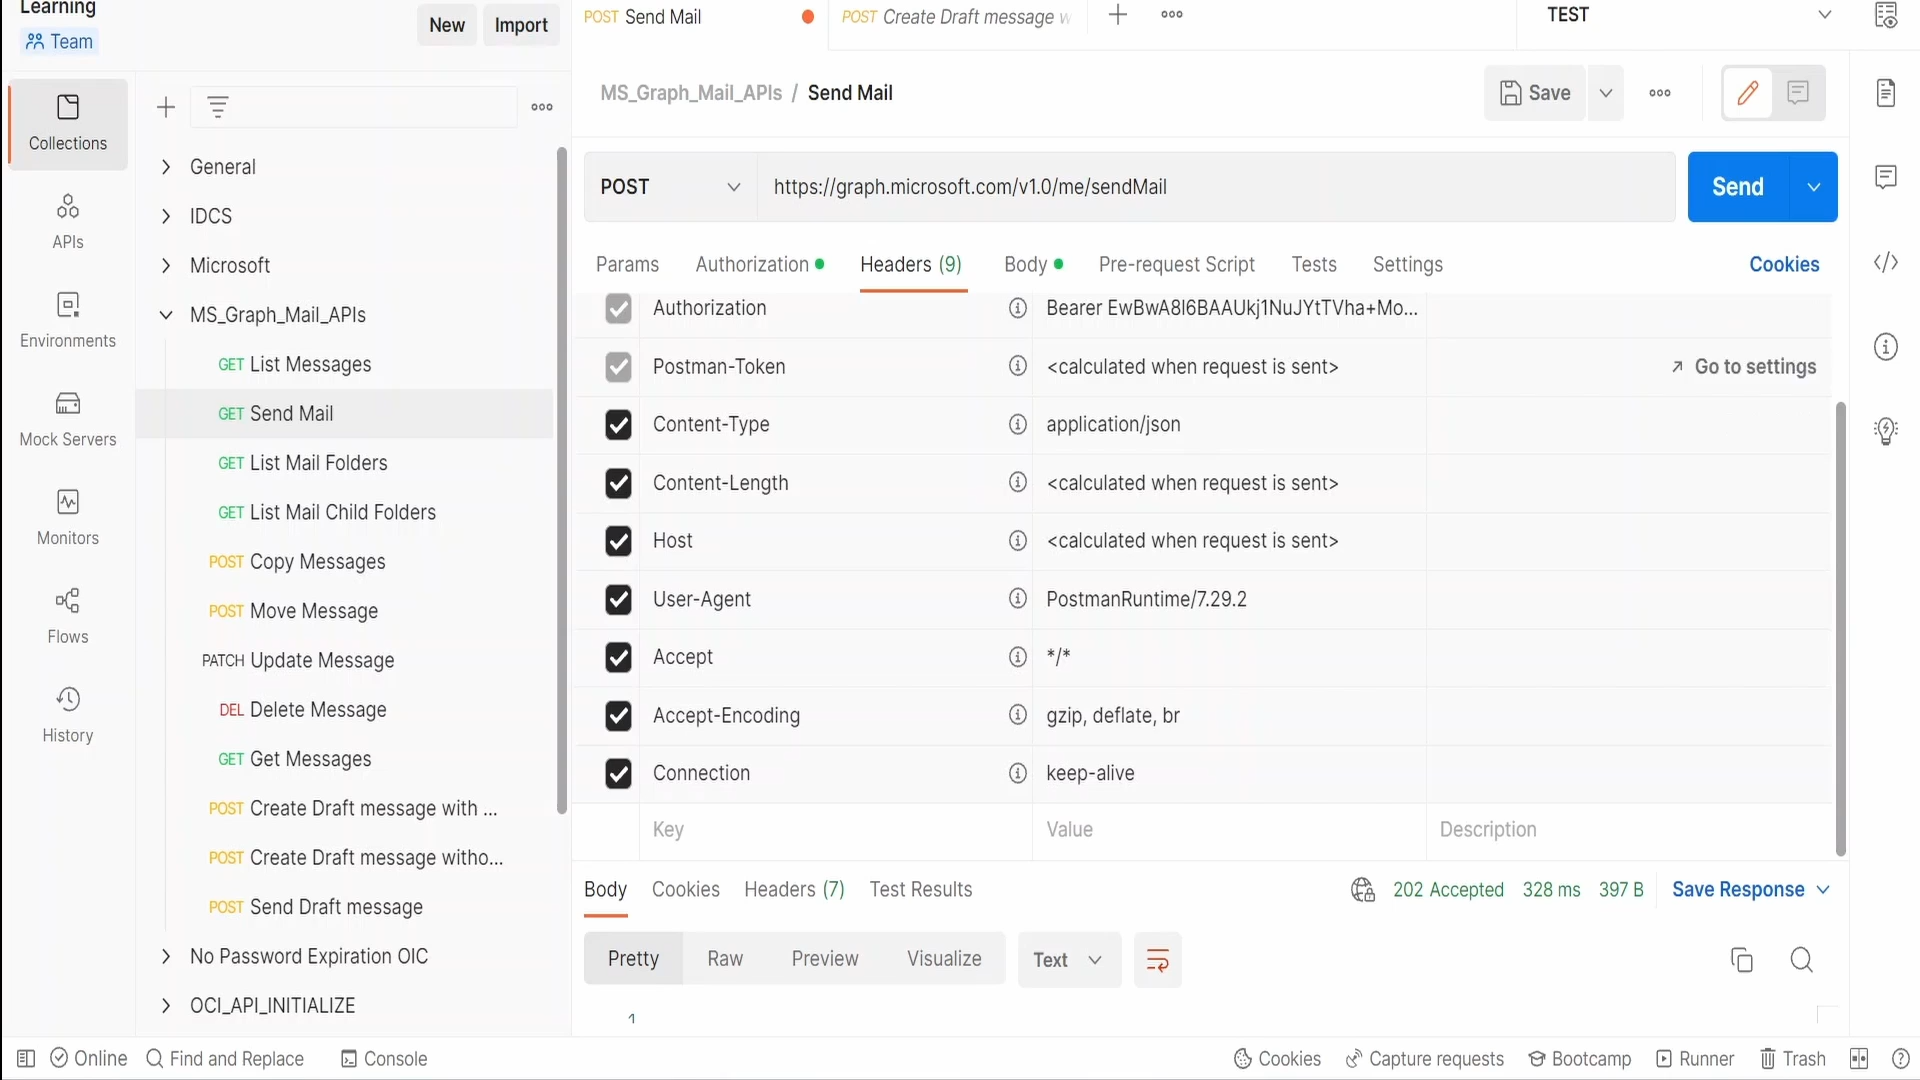 Learning
Team
New
Import
POST Send Mail
POST Create Draft message w
TEST
Collections
APIs
Environments
Mock Servers
Monitors
Flows
History
General
IDCS
Microsoft
MS_Graph_Mail_APIs
GET List Messages
GET Send Mail
GET List Mail Folders
GET List Mail Child Folders
POST Copy Messages
POST Move Message
PATCH Update Message
DEL Delete Message
GET Get Messages
POST Create Draft message with ...
POST Create Draft message witho...
POST Send Draft message
No Password Expiration OIC
OCI_API_INITIALIZE
MS_Graph_Mail_APIs / Send Mail
Save
POST
https://graph.microsoft.com/v1.0/me/sendMail
Send
Params
Authorization
Headers (9)
Body
Pre-request Script
Tests
Settings
Cookies
Authorization Bearer EwBwA8l6BAAUkj1NuJYtTVha+Mo...
Postman-Token <calculated when request is sent> Go to settings
Content-Type application/json
Content-Length <calculated when request is sent>
Host <calculated when request is sent>
User-Agent PostmanRuntime/7.29.2
Accept */*
Accept-Encoding gzip, deflate, br
Connection keep-alive
Key Value Description
Body Cookies Headers (7) Test Results
202 Accepted 328 ms 397 B Save Response
Pretty Raw Preview Visualize Text
1
Online Find and Replace Console
Cookies Capture requests Bootcamp Runner Trash